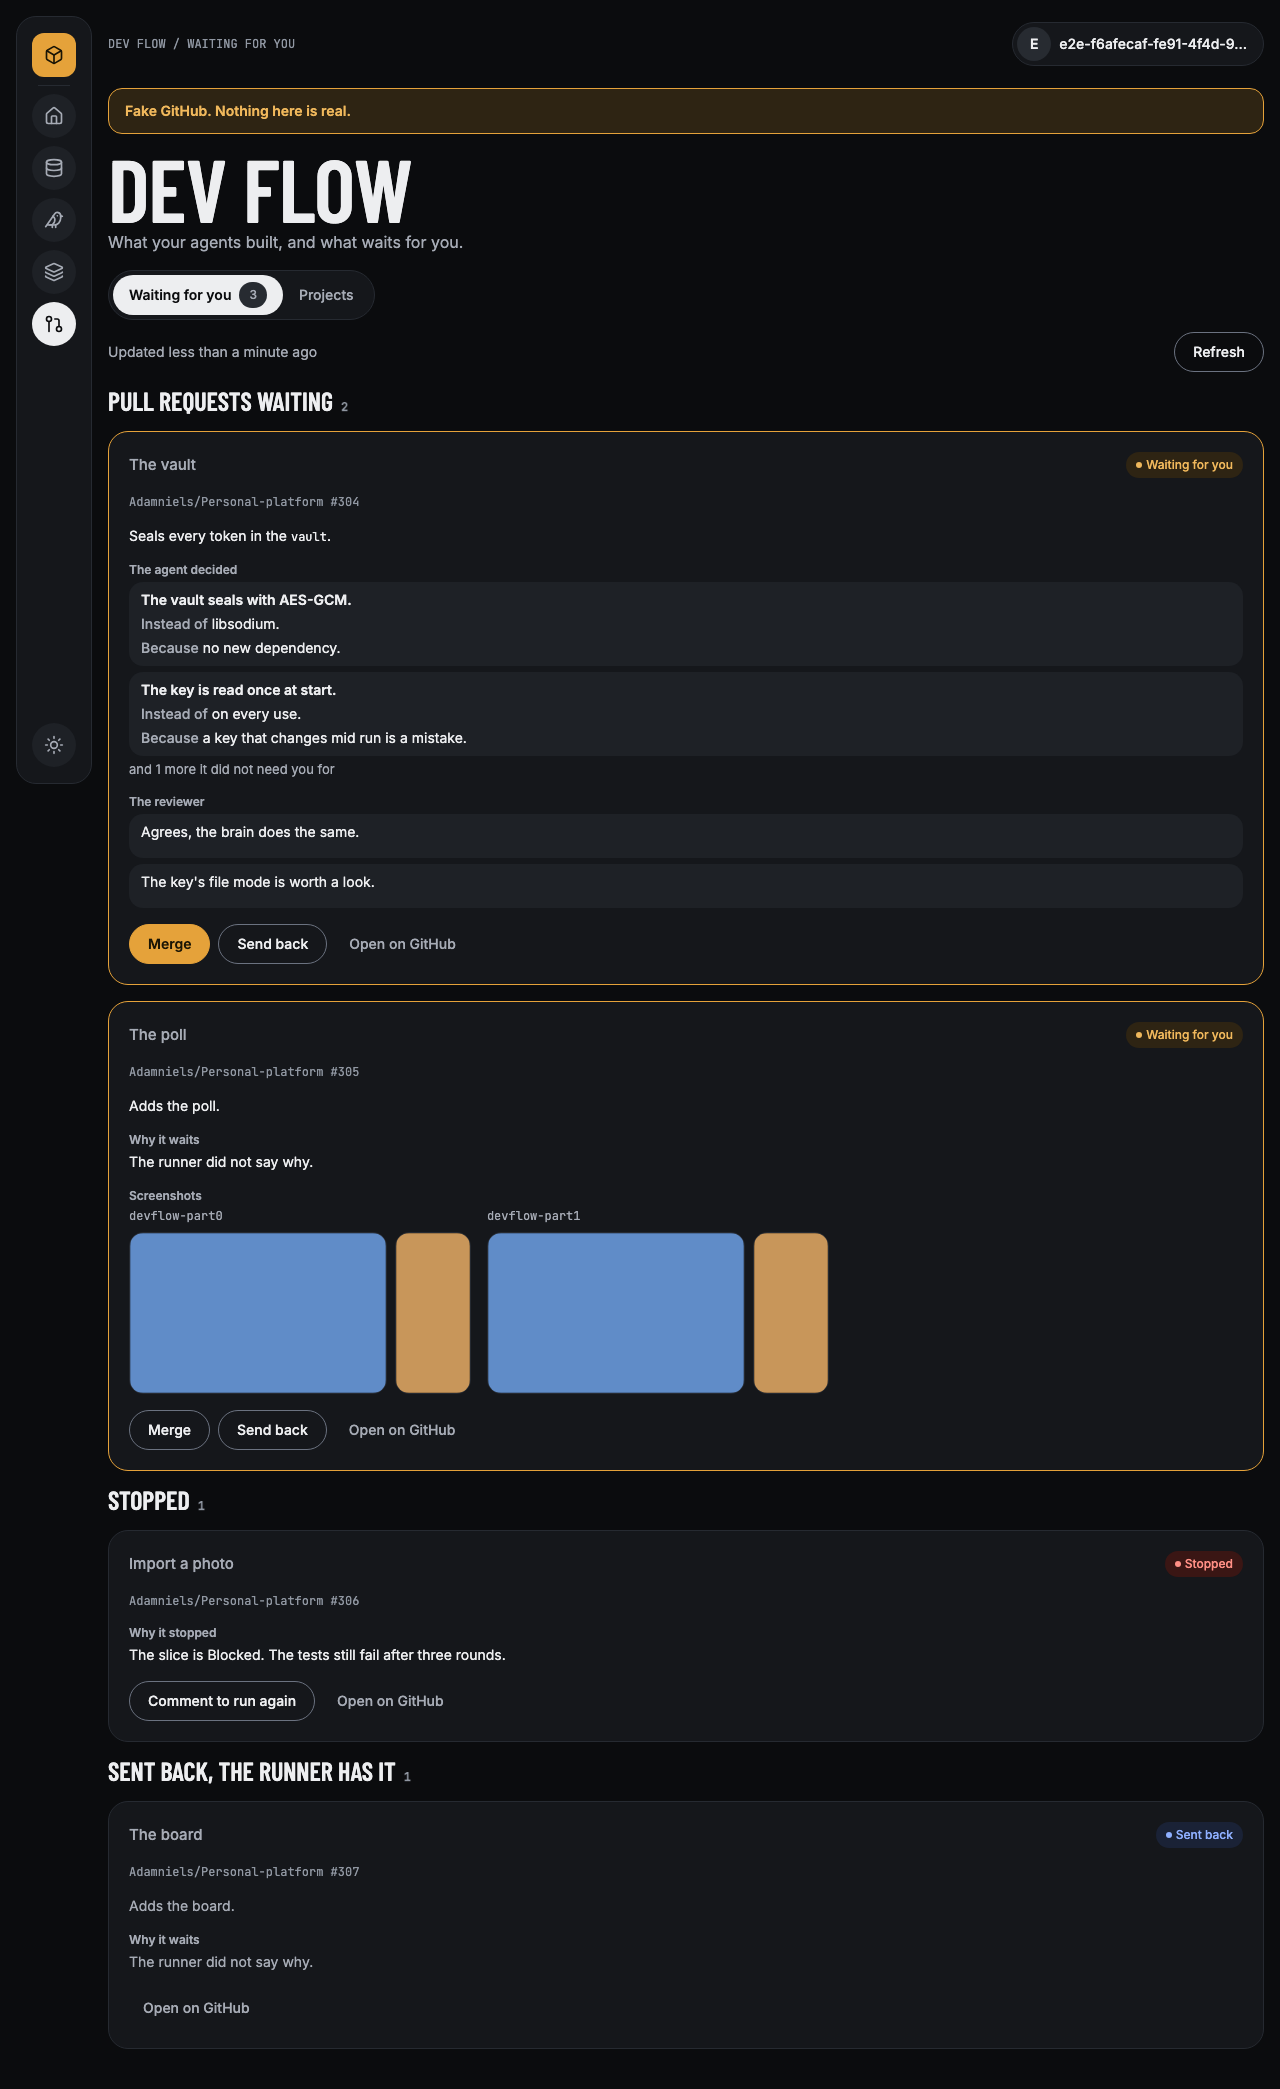 DEV FLOW / WAITING FOR YOU
E e2e-f6afecaf-fe91-4f4d-9...
Fake GitHub. Nothing here is real.
DEV FLOW
What your agents built, and what waits for you.
Waiting for you 3 Projects
Updated less than a minute ago
Refresh
PULL REQUESTS WAITING 2
The vault
Waiting for you
Adamniels/Personal-platform #304
Seals every token in the vault.
The agent decided
The vault seals with AES-GCM.
Instead of libsodium.
Because no new dependency.
The key is read once at start.
Instead of on every use.
Because a key that changes mid run is a mistake.
and 1 more it did not need you for
The reviewer
Agrees, the brain does the same.
The key's file mode is worth a look.
Merge Send back Open on GitHub
The poll
Waiting for you
Adamniels/Personal-platform #305
Adds the poll.
Why it waits
The runner did not say why.
Screenshots
devflow-part0 devflow-part1
Merge Send back Open on GitHub
STOPPED 1
Import a photo
Stopped
Adamniels/Personal-platform #306
Why it stopped
The slice is Blocked. The tests still fail after three rounds.
Comment to run again Open on GitHub
SENT BACK, THE RUNNER HAS IT 1
The board
Sent back
Adamniels/Personal-platform #307
Adds the board.
Why it waits
The runner did not say why.
Open on GitHub